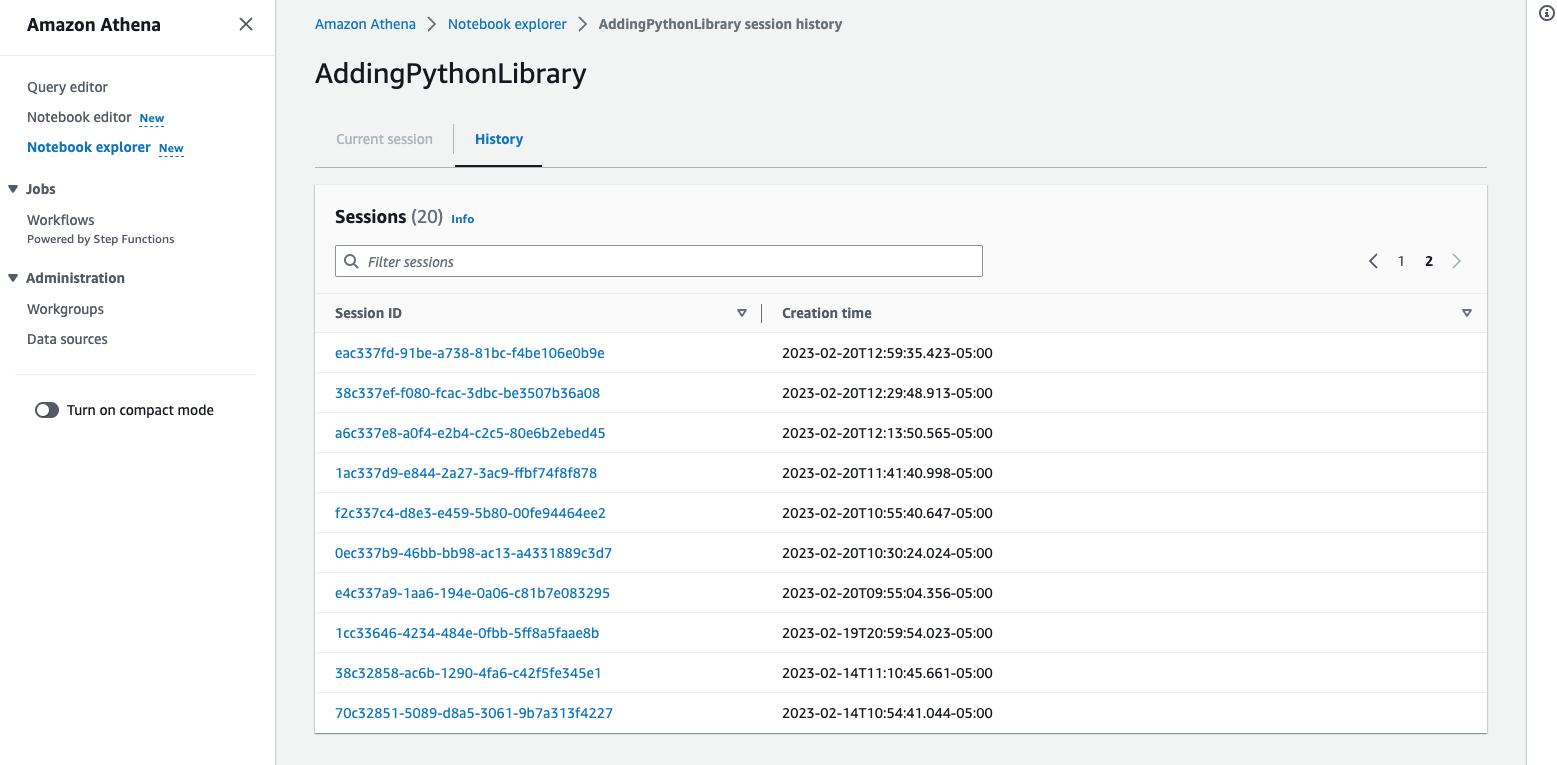 Amazon Athena
Query editor
Notebook editor New
Notebook explorer New
Jobs
Workflows
Powered by Step Functions
Administration
Workgroups
Data sources
Turn on compact mode
Amazon Athena > Notebook explorer > AddingPythonLibrary session history
AddingPythonLibrary
Current session History
Sessions (20) Info
Filter sessions
1 2
Session ID Creation time
eac337fd-91be-a738-81bc-f4be106e0b9e 2023-02-20T12:59:35.423-05:00
38c337ef-f080-fcac-3dbc-be3507b36a08 2023-02-20T12:29:48.913-05:00
a6c337e8-a0f4-e2b4-c2c5-80e6b2ebed45 2023-02-20T12:13:50.565-05:00
1ac337d9-e844-2a27-3ac9-ffbf74f8f878 2023-02-20T11:41:40.998-05:00
f2c337c4-d8e3-e459-5b80-00fe94464ee2 2023-02-20T10:55:40.647-05:00
0ec337b9-46bb-bb98-ac13-a4331889c3d7 2023-02-20T10:30:24.024-05:00
e4c337a9-1aa6-194e-0a06-c81b7e083295 2023-02-20T09:55:04.356-05:00
1cc33646-4234-484e-0fbb-5ff8a5faae8b 2023-02-19T20:59:54.023-05:00
38c32858-ac6b-1290-4fa6-c42f5fe345e1 2023-02-14T11:10:45.661-05:00
70c32851-5089-d8a5-3061-9b7a313f4227 2023-02-14T10:54:41.044-05:00